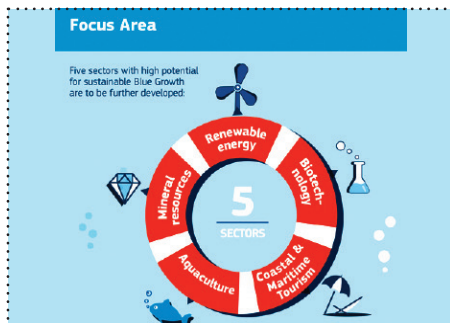 Focus Area
Five sectors with high potential
for sustainable Blue Growth
are to be further developed:
Renewable
energy
Biotech-
nology
Coastal &
Maritime
Tourism
Aquaculture
Mineral
resources
5
SECTORS